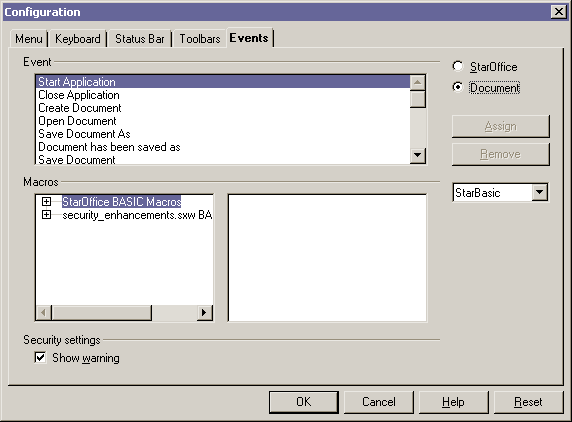 Configuration
Menu Keyboard Status Bar Toolbars Events
Event
Start Application
Close Application
Create Document
Open Document
Save Document As
Document has been saved as
Save Document
StarOffice
Document
Assign
Remove
Macros
StarOffice BASIC Macros
security_enhancements.sxw BA
StarBasic
Security settings
Show warning
OK Cancel Help Reset